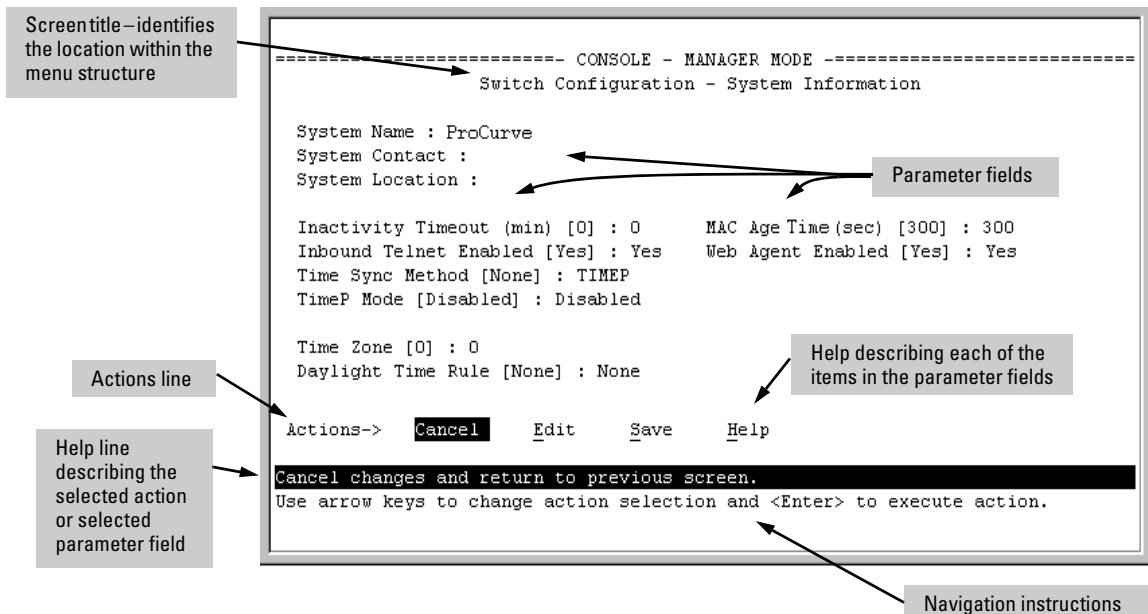 Screen title – identifies
the location within the
menu structure
============================- CONSOLE - MANAGER MODE -============================
Switch Configuration - System Information
System Name : ProCurve
System Contact :
System Location :
Parameter fields
Inactivity Timeout (min) [0] : 0     MAC Age Time (sec) [300] : 300
Inbound Telnet Enabled [Yes] : Yes     Web Agent Enabled [Yes] : Yes
Time Sync Method [None] : TIMEP
TimeP Mode [Disabled] : Disabled
Time Zone [0] : 0
Daylight Time Rule [None] : None
Help describing each of the
items in the parameter fields
Actions line
Actions->   Cancel   Edit   Save   Help
Help line
describing the
selected action
or selected
parameter field
Cancel changes and return to previous screen.
Use arrow keys to change action selection and <Enter> to execute action.
Navigation instructions